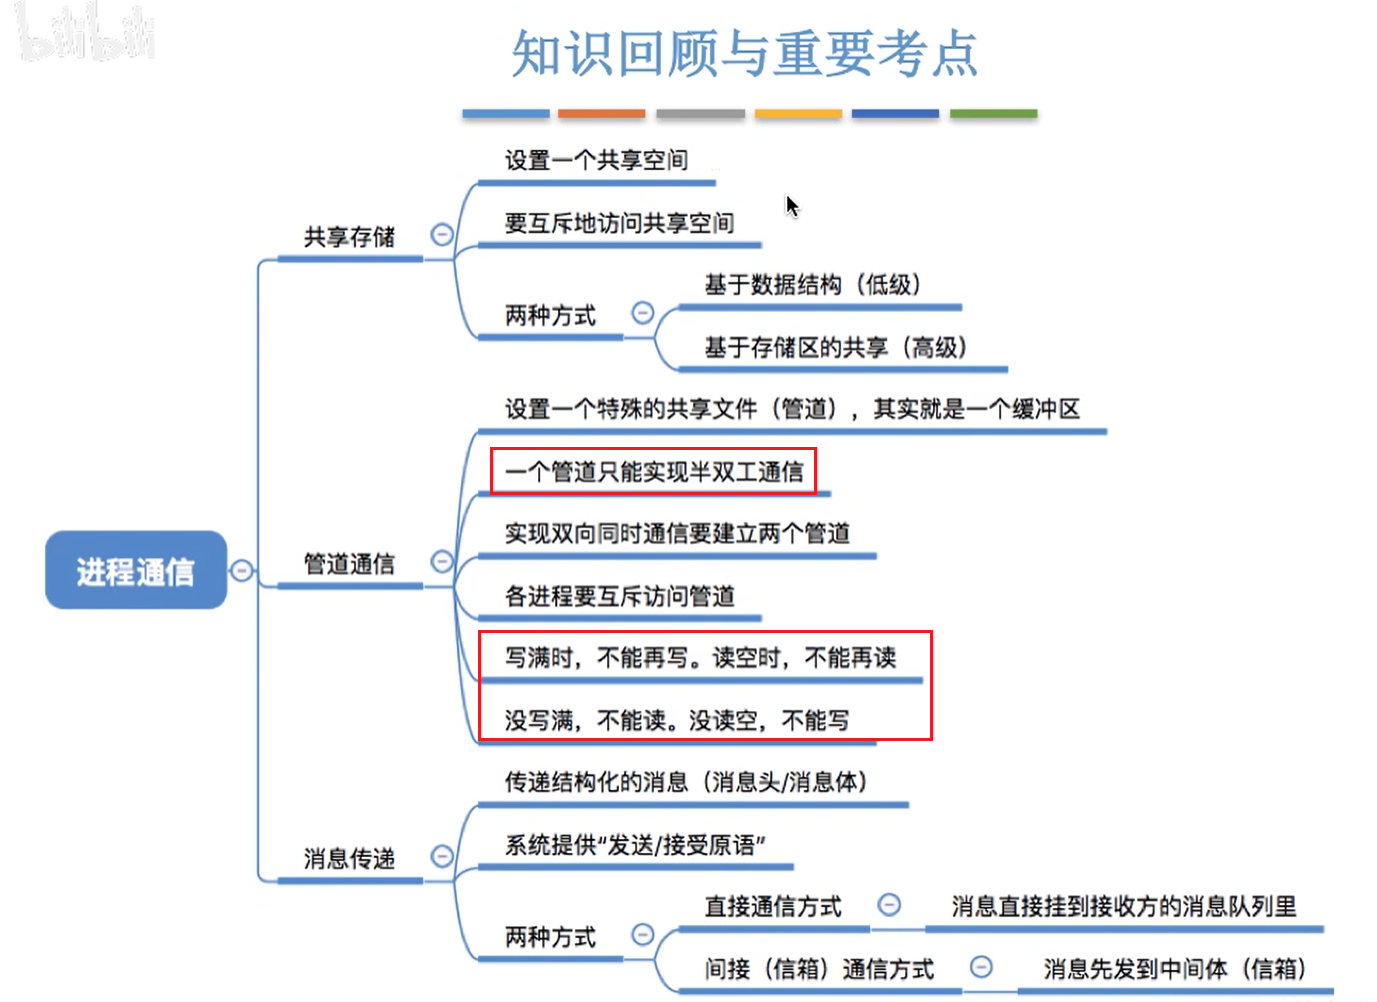 bilibili
知识回顾与重要考点
设置一个共享空间
要互斥地访问共享空间
共享存储
基于数据结构（低级）
两种方式
基于存储区的共享（高级）
设置一个特殊的共享文件（管道），其实就是一个缓冲区
一个管道只能实现半双工通信
实现双向同时通信要建立两个管道
管道通信
各进程要互斥访问管道
写满时，不能再写。读空时，不能再读
没写满，不能读。没读空，不能写
进程通信
传递结构化的消息（消息头/消息体）
系统提供“发送/接受原语”
消息传递
直接通信方式
消息直接挂到接收方的消息队列里
两种方式
间接（信箱）通信方式
消息先发到中间体（信箱）